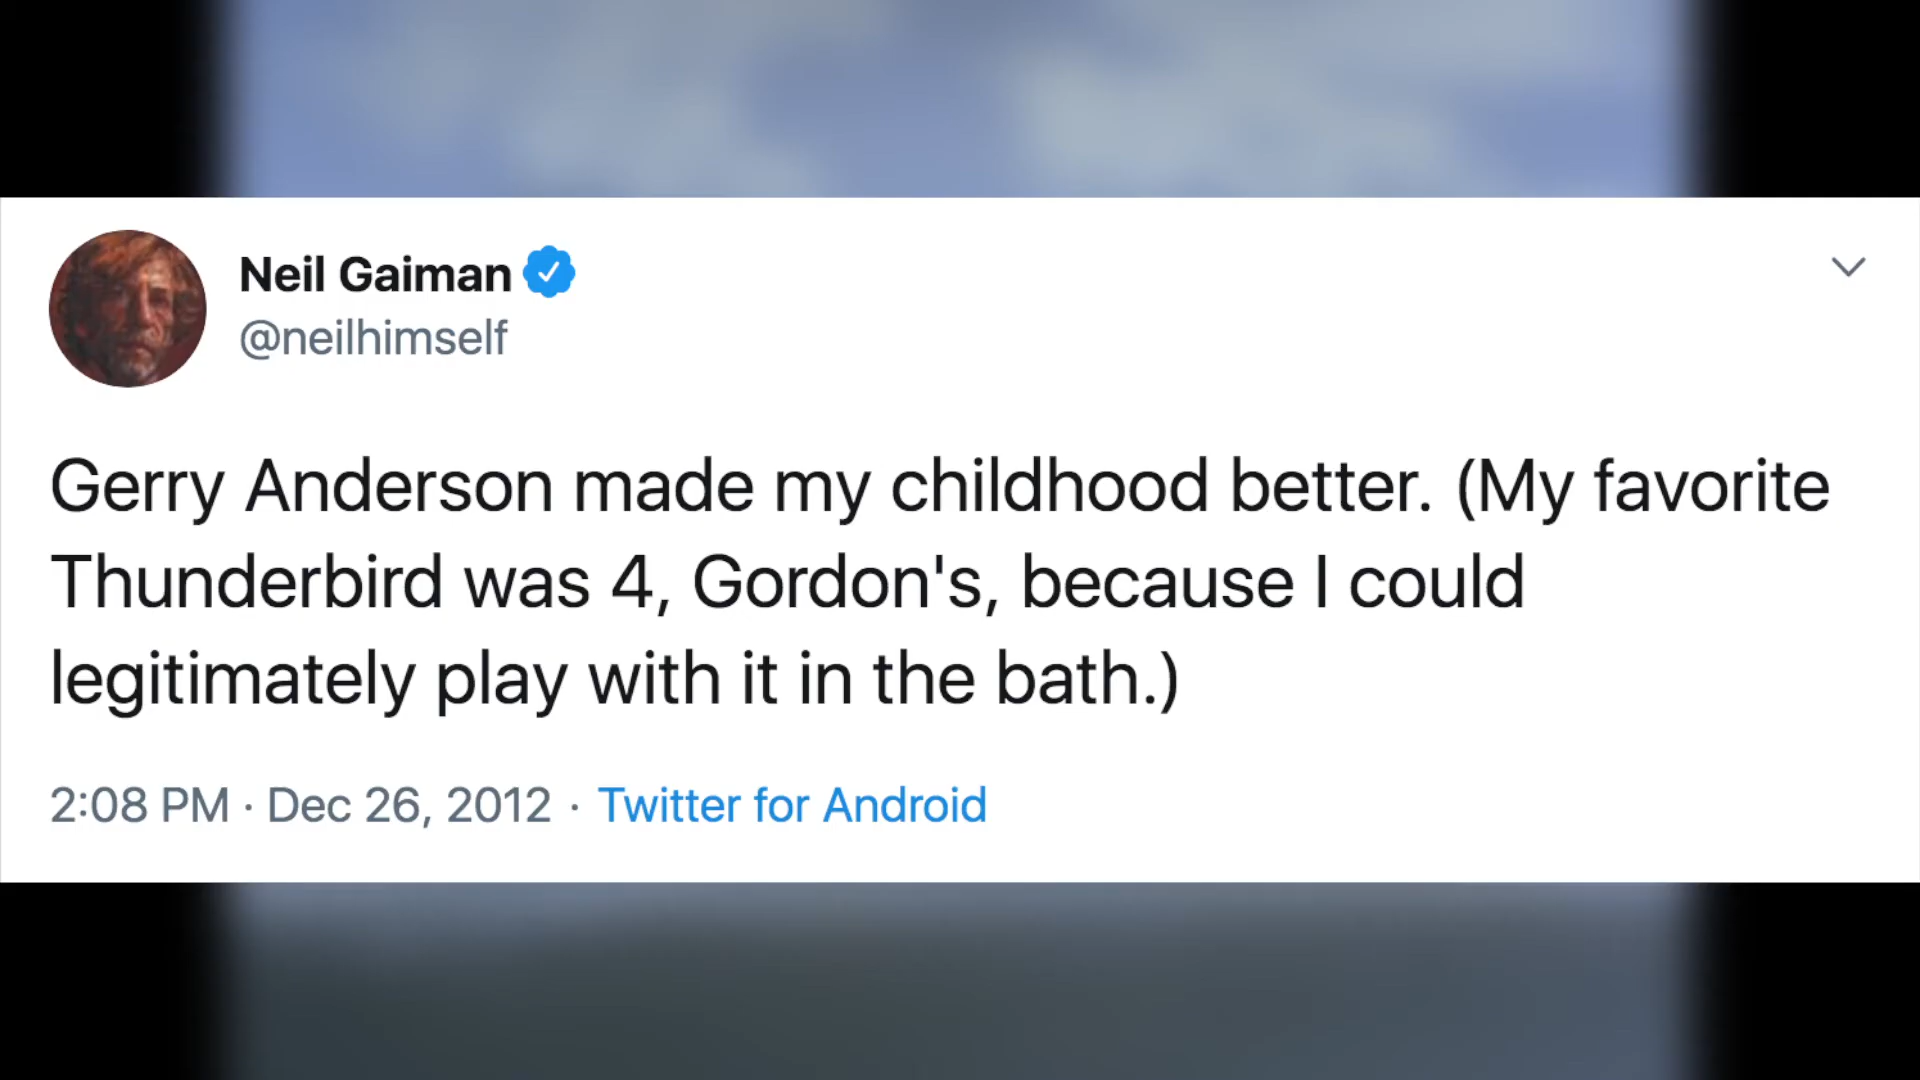 Neil Gaiman
@neilhimself
Gerry Anderson made my childhood better. (My favorite
Thunderbird was 4, Gordon's, because I could
legitimately play with it in the bath.)
2:08 PM · Dec 26, 2012 · Twitter for Android